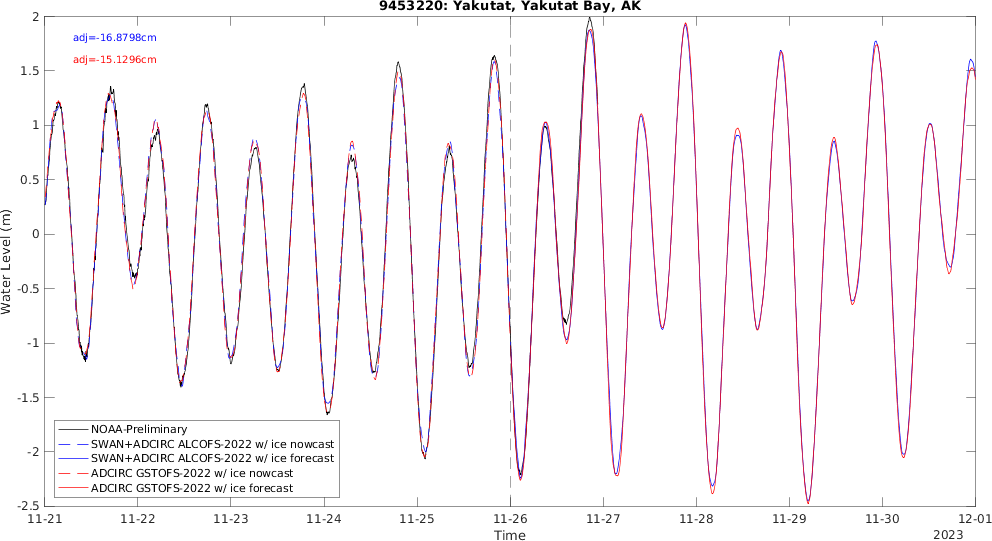 9453220: Yakutat, Yakutat Bay, AK
adj=-16.8798cm
adj=-15.1296cm
2
1.5
1
0.5
0
-0.5
-1
-1.5
-2
-2.5
Water Level (m)
NOAA-Preliminary
SWAN+ADCIRC ALCOFS-2022 w/ ice nowcast
SWAN+ADCIRC ALCOFS-2022 w/ ice forecast
ADCIRC GSTOFS-2022 w/ ice nowcast
ADCIRC GSTOFS-2022 w/ ice forecast
11-21 11-22 11-23 11-24 11-25 11-26 11-27 11-28 11-29 11-30 12-01
Time
2023